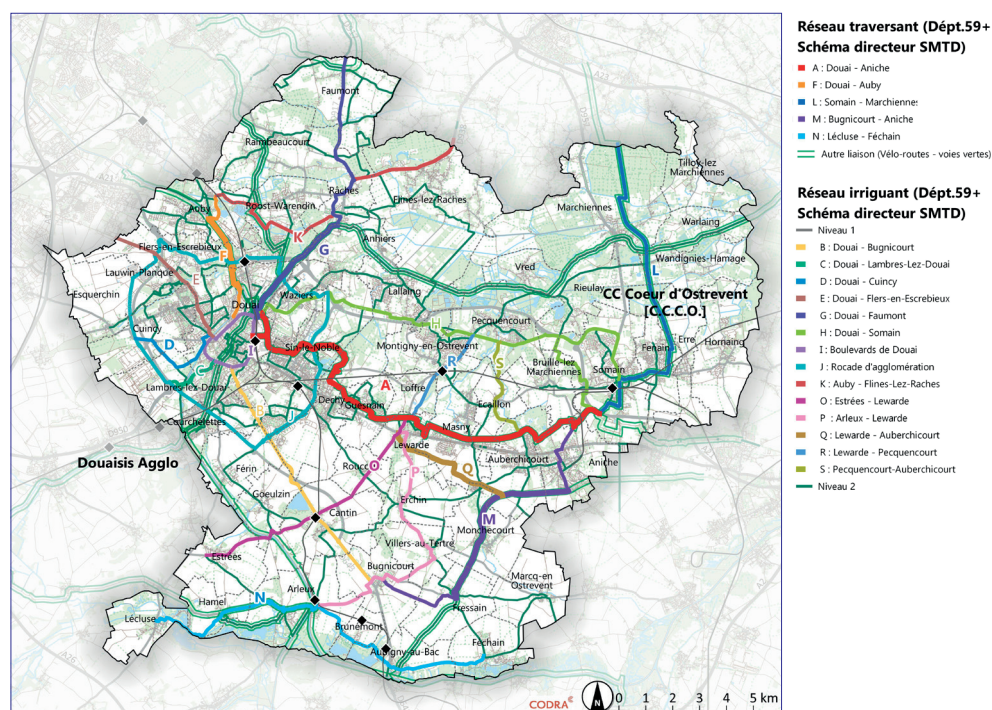 Réseau traversant (Dépt.59+
Schéma directeur SMTD)
A : Douai - Aniche
F : Douai - Auby
L : Somain - Marchiennes
M : Bugnicourt - Aniche
N : Lécluse - Féchain
Autre liaison (Vélo-routes - voies vertes)
Réseau irriguant (Dépt.59+
Schéma directeur SMTD)
Niveau 1
B : Douai - Bugnicourt
C : Douai - Lambres-Lez-Douai
D : Douai - Cuincy
E : Douai - Flers-en-Escrebieux
G : Douai - Faumont
H : Douai - Somain
I : Boulevards de Douai
J : Rocade d'agglomération
K : Auby - Flines-Lez-Raches
O : Estrées - Lewarde
P : Arleux - Lewarde
Q : Lewarde - Auberchicourt
R : Lewarde - Pecquencourt
S : Pecquencourt-Auberchicourt
Niveau 2
Faumont
Raimbeaucourt
Râches
Flines-lez-Raches
Roost-Warendin
Auby
K
G
Anhiers
Flers-en-Escrebieux
F
E
Lauwin-Planque
Esquerchin
Waziers
Lallaing
Vred
Marchiennes
Tilloy-lez
Marchiennes
Warlaing
Wandignies-Hamage
L
Rieulay
CC Coeur d'Ostrevent
[C.C.C.O.]
Douai
Cuincy
D
H
Pecquencourt
Montigny-en-Ostrevent
Sin-le-Noble
I
R
S
Bruille-lez
Marchiennes
Somain
Fenain
Erre
Hornaing
C
Lambres-lez-Douai
A
Loffre
Dechy
Guesnain
Ecaillon
B
J
Courchelettes
Masny
Lewarde
Auberchicourt
Aniche
Douaisis Agglo
Férin
O
P
Q
Goeulzin
Erchin
Cantin
M
Monchecourt
Villers-au-Tertre
Estrées
Bugnicourt
Marcq-en
Ostrevent
Arleux
Hamel
N
Lécluse
Fressain
Brunémont
Féchain
Aubigny-au-Bac
A26
CODRA
N
0 1 2 3 4 5 km